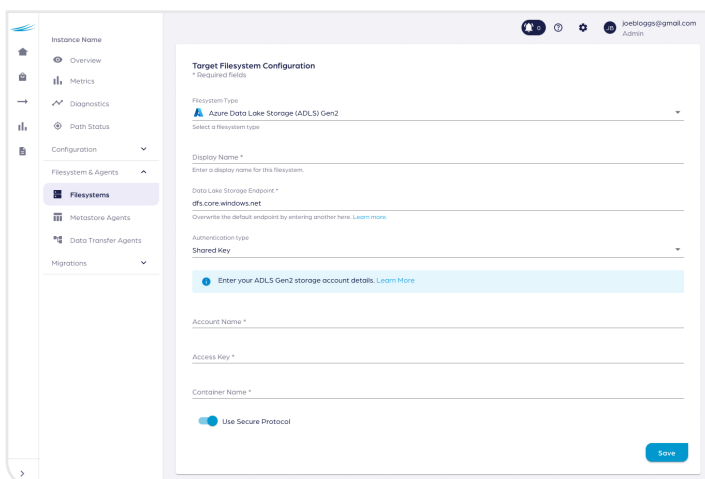 0
JB
joebloggs@gmail.com
Admin
Instance Name
Overview
Metrics
Diagnostics
Path Status
Configuration
Filesystem & Agents
Filesystems
Metastore Agents
Data Transfer Agents
Migrations
Target Filesystem Configuration
* Required fields
Filesystem Type
Azure Data Lake Storage (ADLS) Gen2
Select a filesystem type
Display Name *
Enter a display name for this filesystem.
Data Lake Storage Endpoint *
dfs.core.windows.net
Overwrite the default endpoint by entering another here. Learn more.
Authentication type
Shared Key
Enter your ADLS Gen2 storage account details. Learn More
Account Name *
Access Key *
Container Name *
Use Secure Protocol
Save